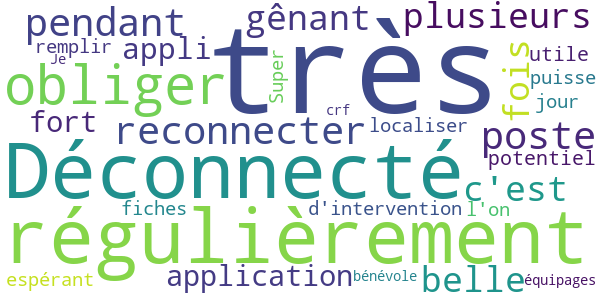 pendant
gênant
plusieurs
remplir
appli
Je
très
Super
fois
utile
puisse
obliger
crf
jour
fort
reconnecter
localiser
poste
potentiel
Déconnecté
c'est
fiches
d'intervention
l'on
régulièrement
espérant
application
bénévole
belle
équipages